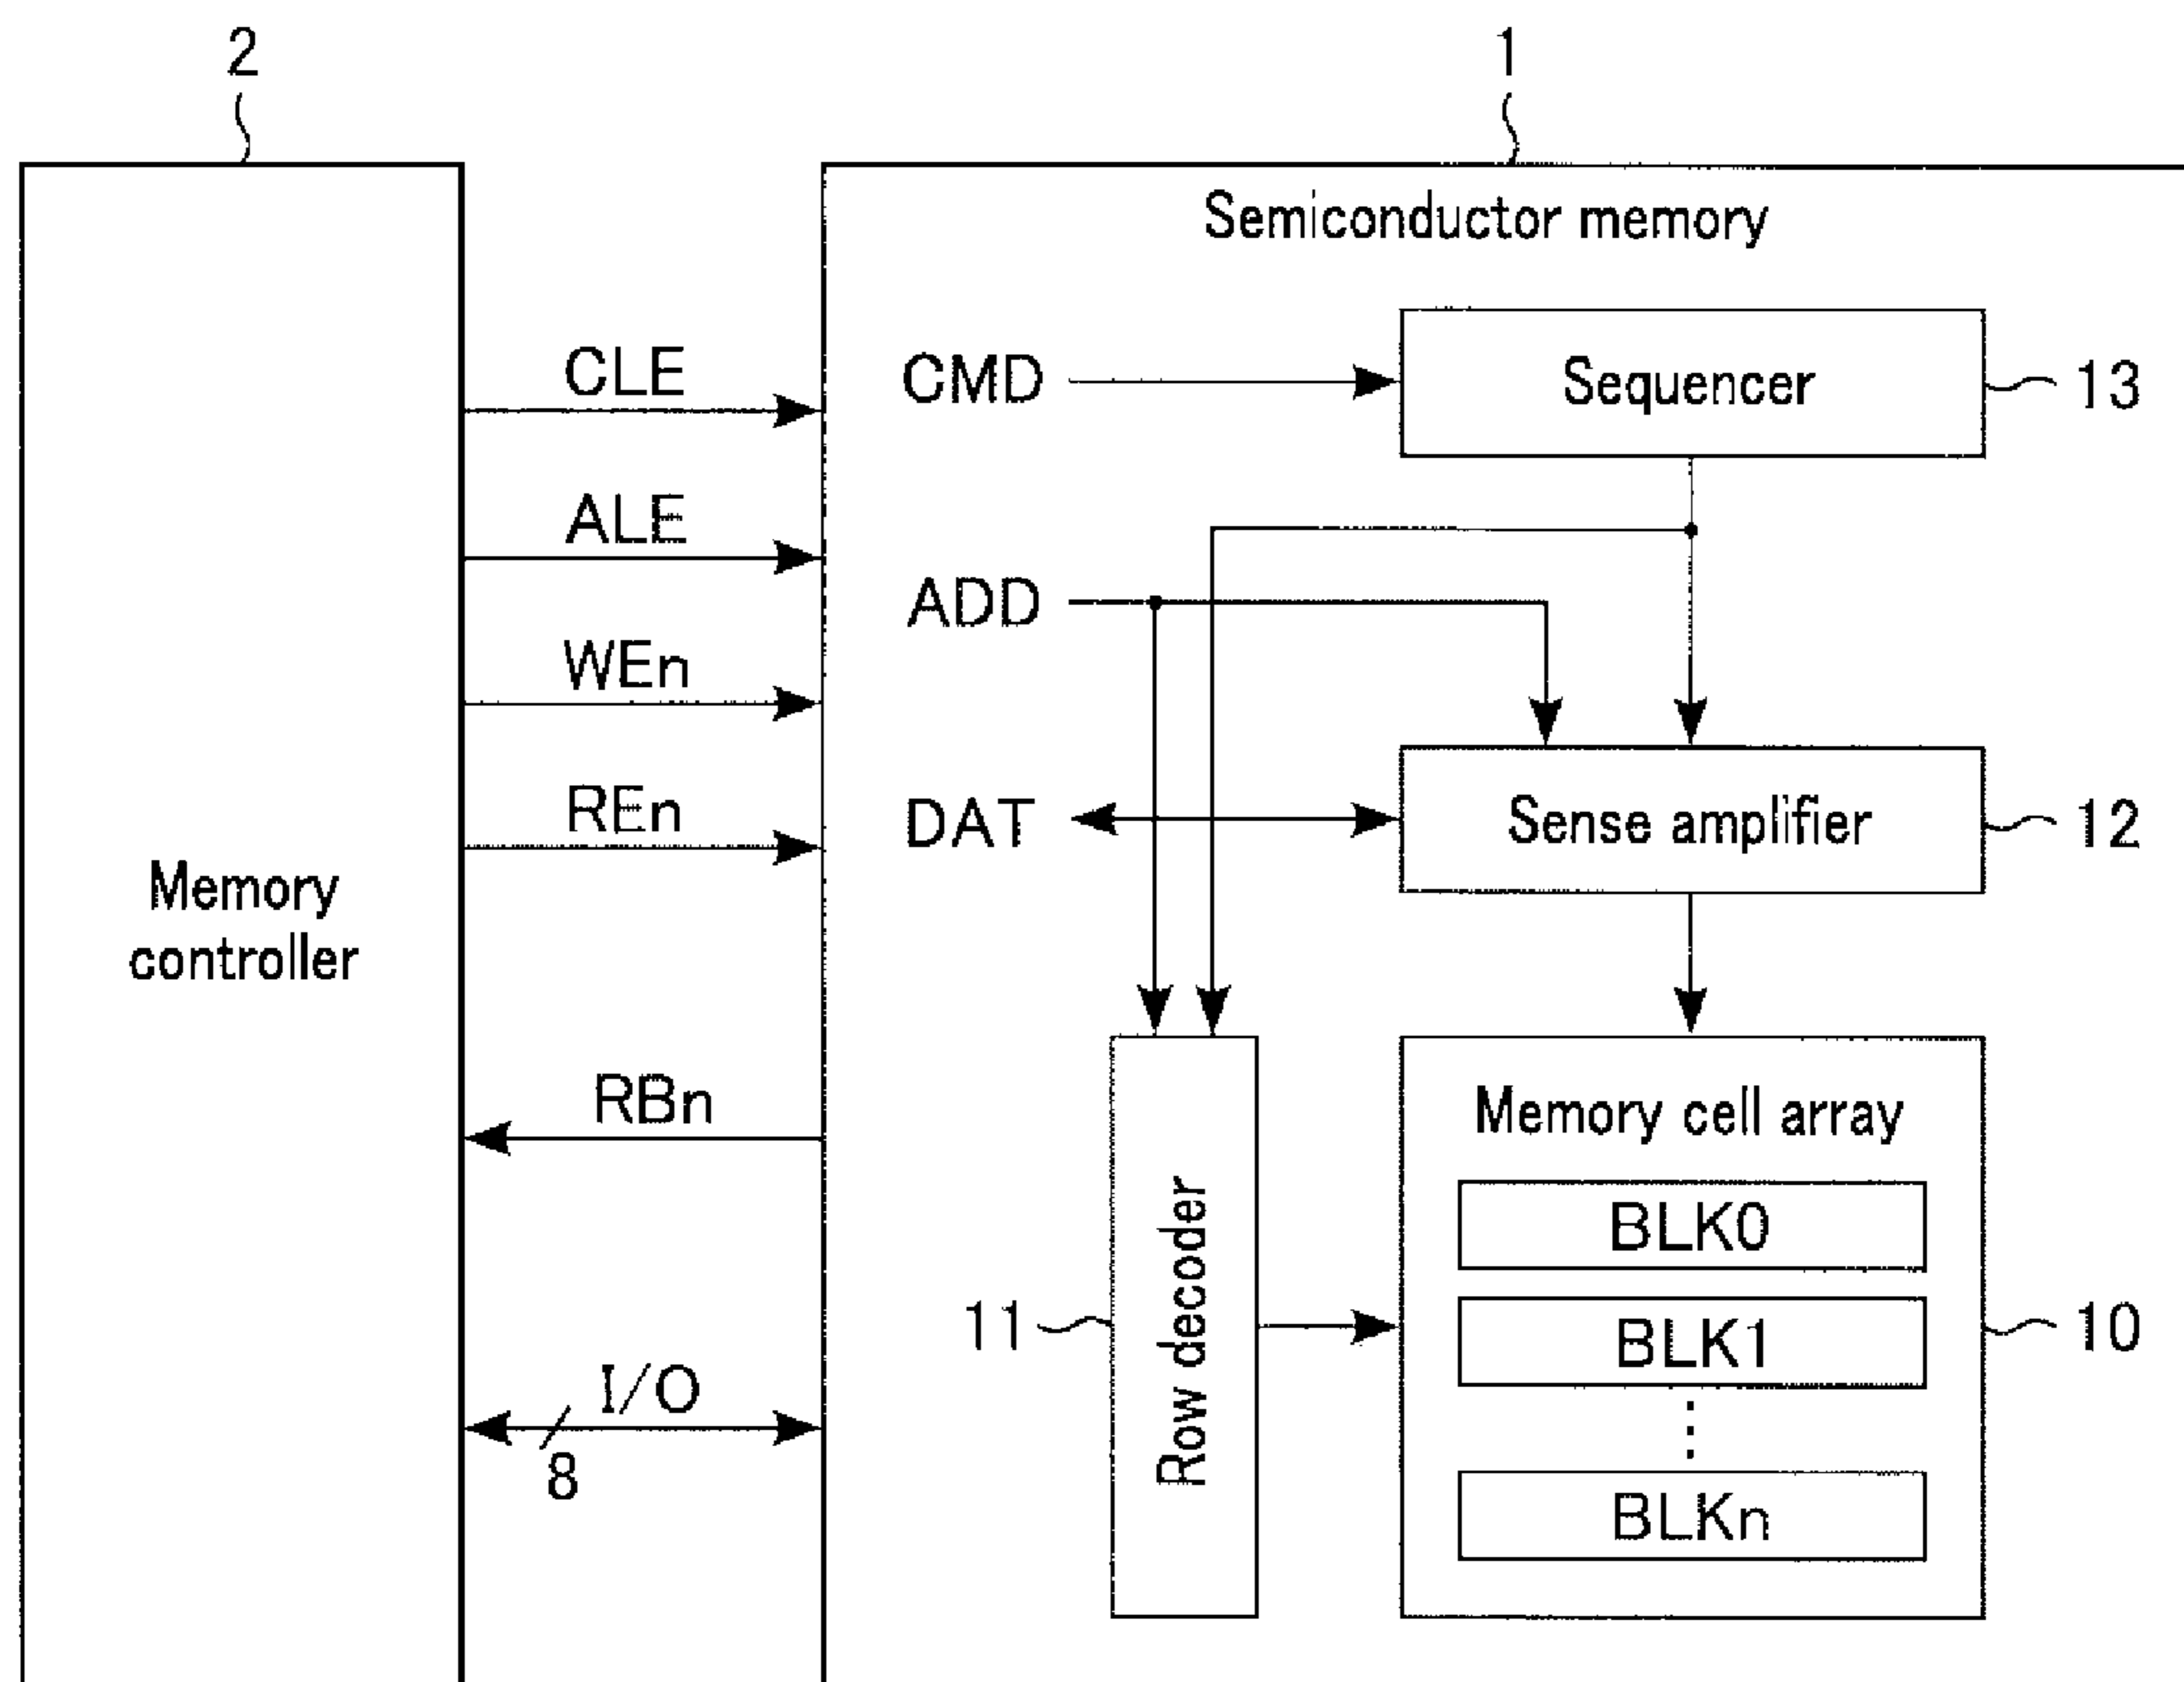 2
1
Semiconductor memory
CLE
CMD
Sequencer
13
ALE
ADD
WEn
REn
DAT
Sense amplifier
12
Memory
controller
RBn
Memory cell array
Row decoder
BLK0
11
BLK1
10
I/O
8
BLKn